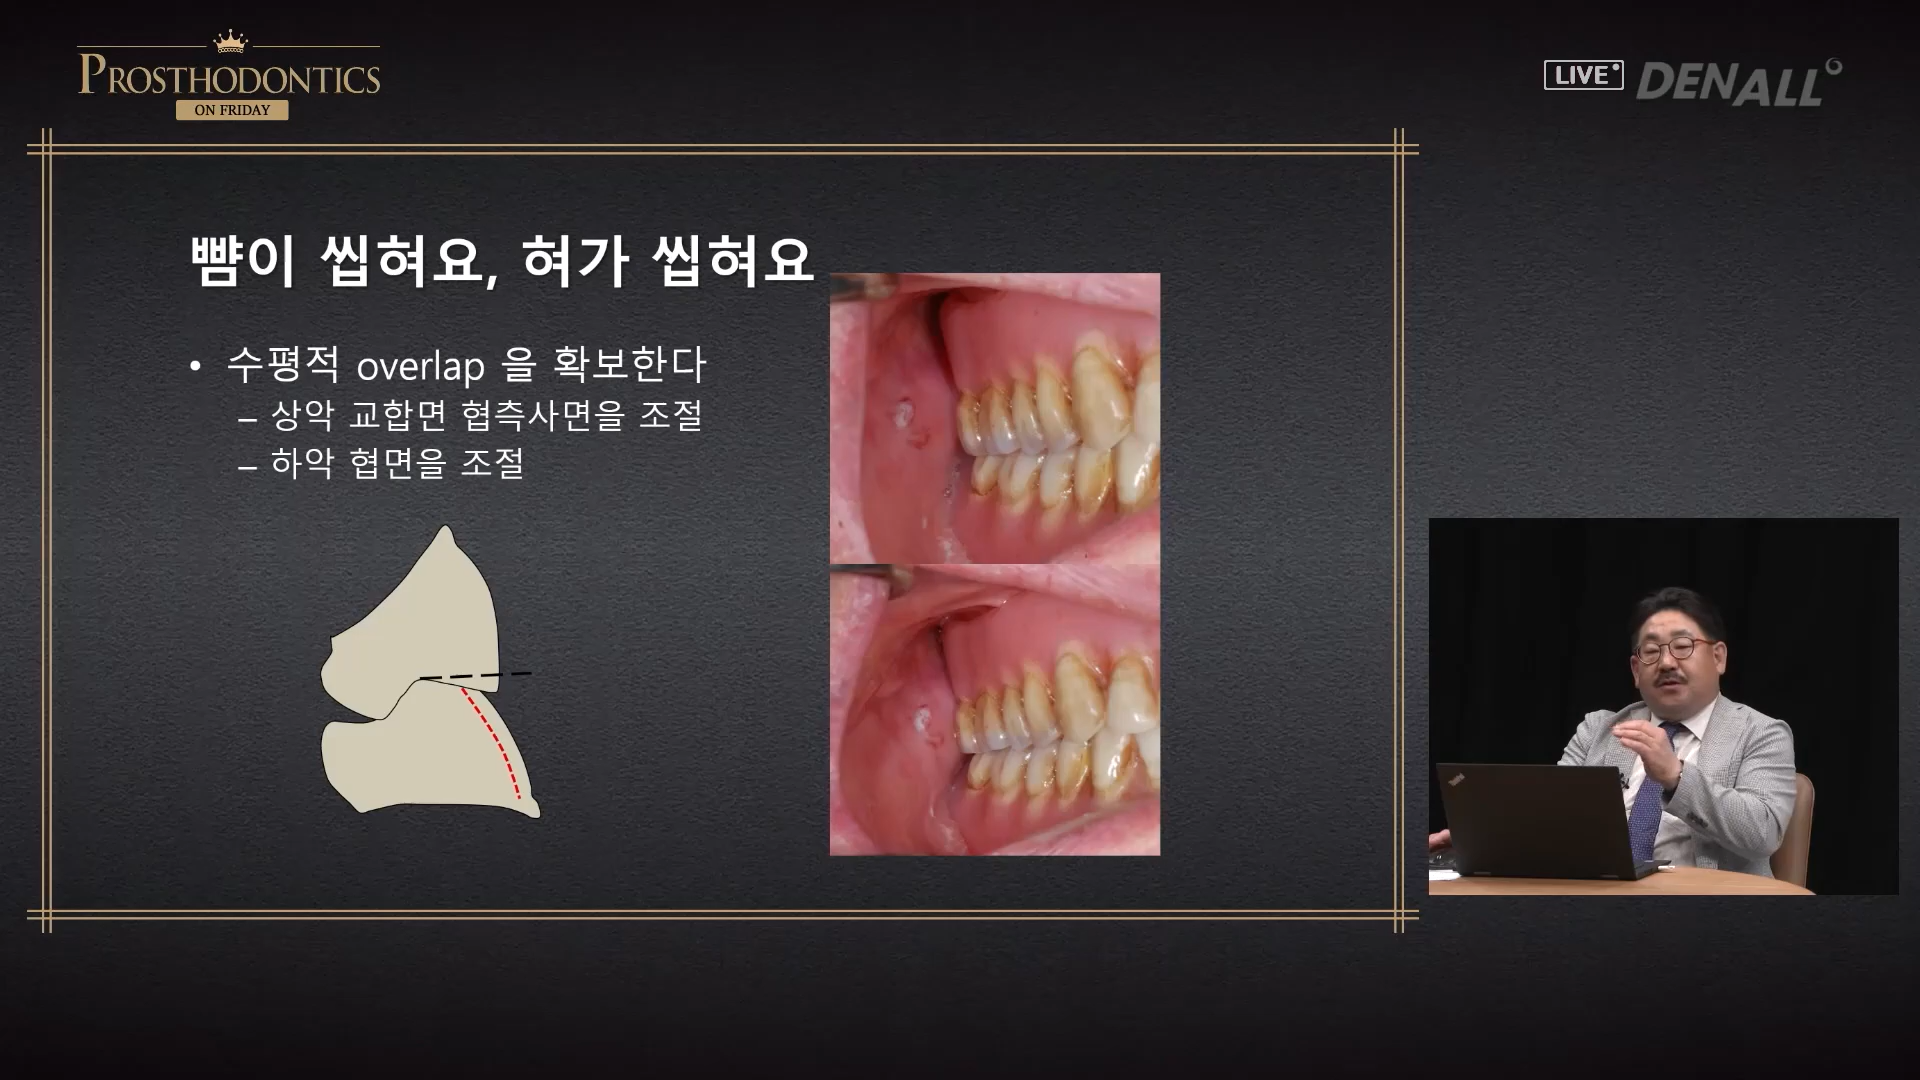 PROSTHODONTICS
ON FRIDAY
LIVE
DENALL
뺨이 씹혀요, 혀가 씹혀요
• 수평적 overlap 을 확보한다
– 상악 교합면 협측사면을 조절
– 하악 협면을 조절
ThinkPad